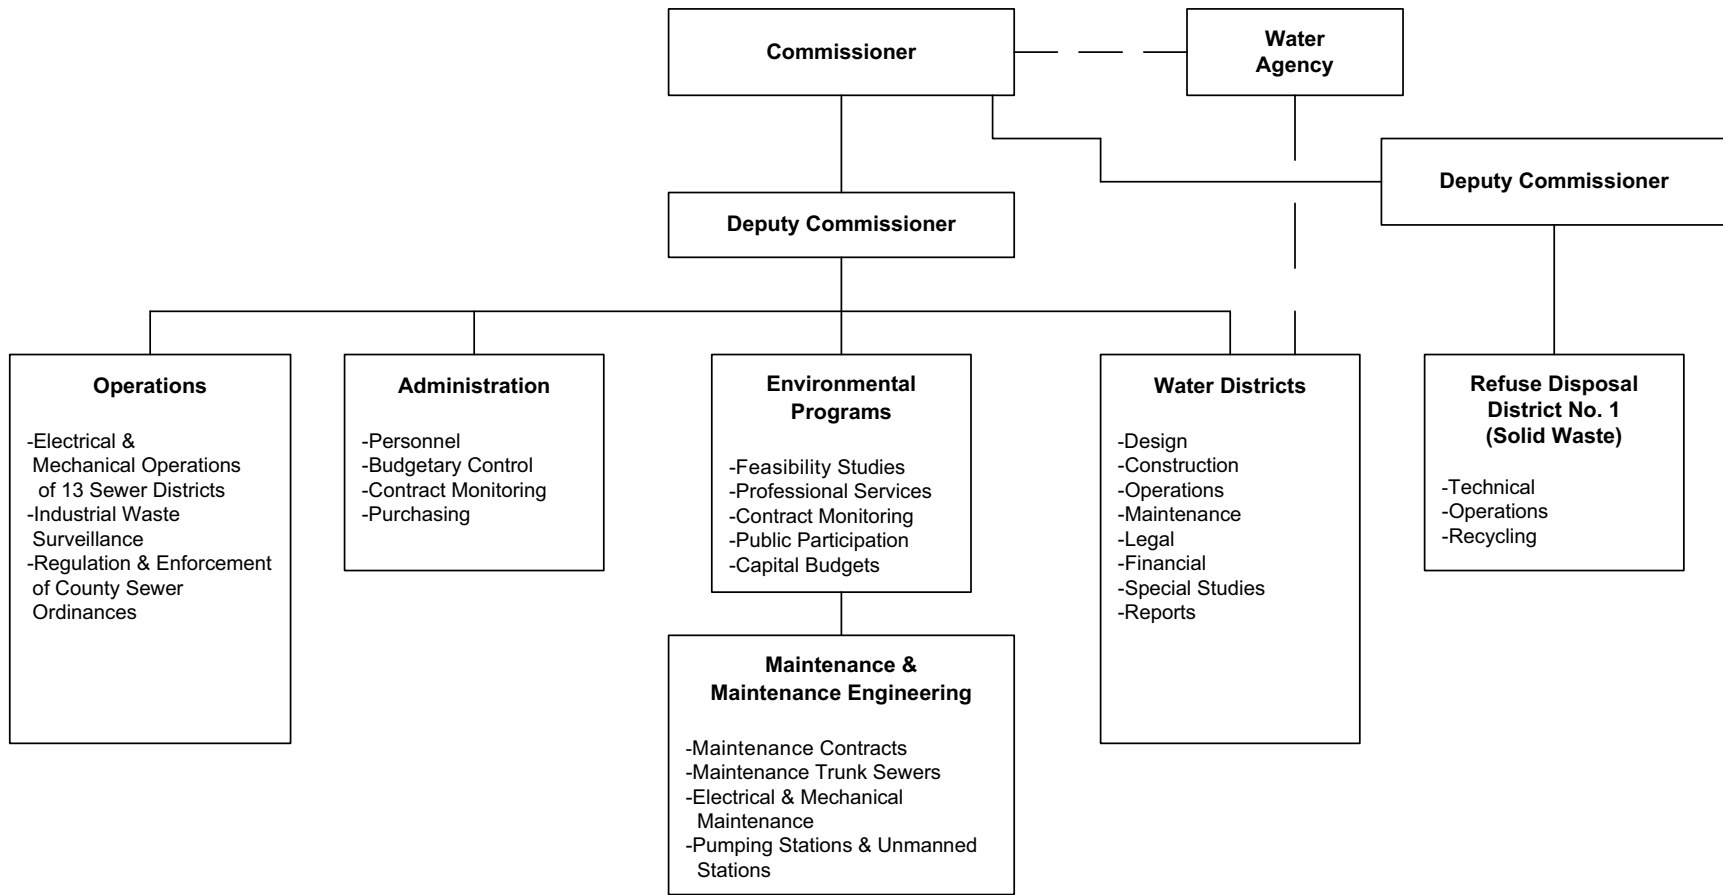 Commissioner
Water
Agency
Deputy Commissioner
Deputy Commissioner
Operations
-Electrical &
Mechanical Operations
of 13 Sewer Districts
-Industrial Waste
Surveillance
-Regulation & Enforcement
of County Sewer
Ordinances
Administration
-Personnel
-Budgetary Control
-Contract Monitoring
-Purchasing
Environmental
Programs
-Feasibility Studies
-Professional Services
-Contract Monitoring
-Public Participation
-Capital Budgets
Water Districts
-Design
-Construction
-Operations
-Maintenance
-Legal
-Financial
-Special Studies
-Reports
Refuse Disposal
District No. 1
(Solid Waste)
-Technical
-Operations
-Recycling
Maintenance &
Maintenance Engineering
-Maintenance Contracts
-Maintenance Trunk Sewers
-Electrical & Mechanical
Maintenance
-Pumping Stations & Unmanned
Stations